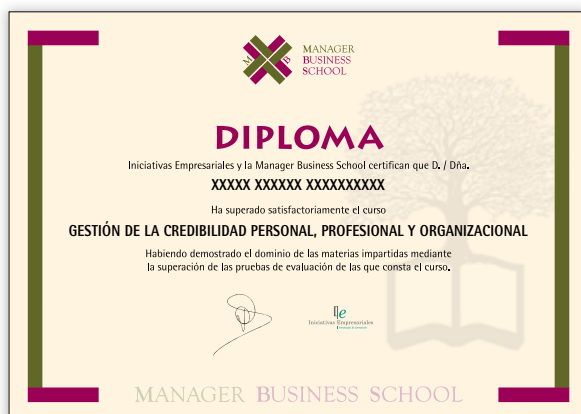 M B
MANAGER
BUSINESS
SCHOOL
DIPLOMA
Iniciativas Empresariales y la Manager Business School certifican que D. / Dña.
XXXXX XXXXXX XXXXXXXXXX
Ha superado satisfactoriamente el curso
GESTIÓN DE LA CREDIBILIDAD PERSONAL, PROFESIONAL Y ORGANIZACIONAL
Habiendo demostrado el dominio de las materias impartidas mediante
la superación de las pruebas de evaluación de las que consta el curso.
Ie
Iniciativas Empresariales
MANAGER BUSINESS SCHOOL